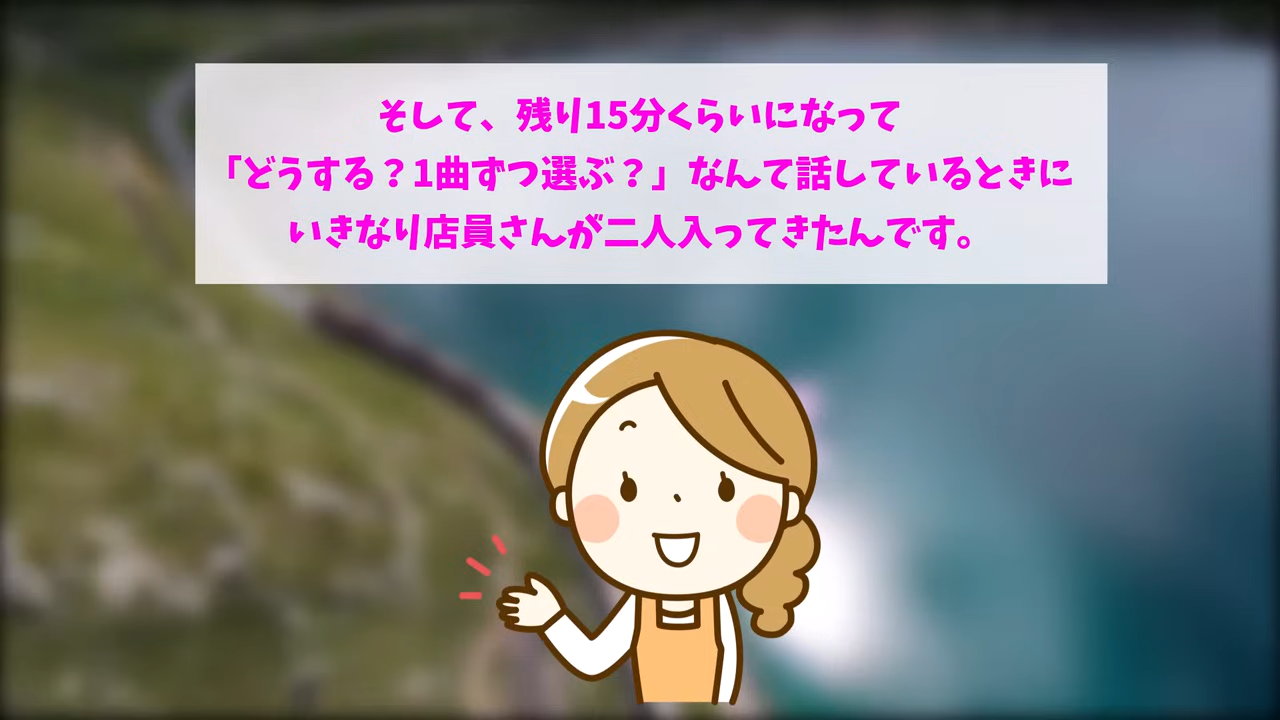 そして、残り15分くらいになって
「どうする？1曲ずつ選ぶ？」なんて話しているときに
いきなり店員さんが二人入ってきたんです。